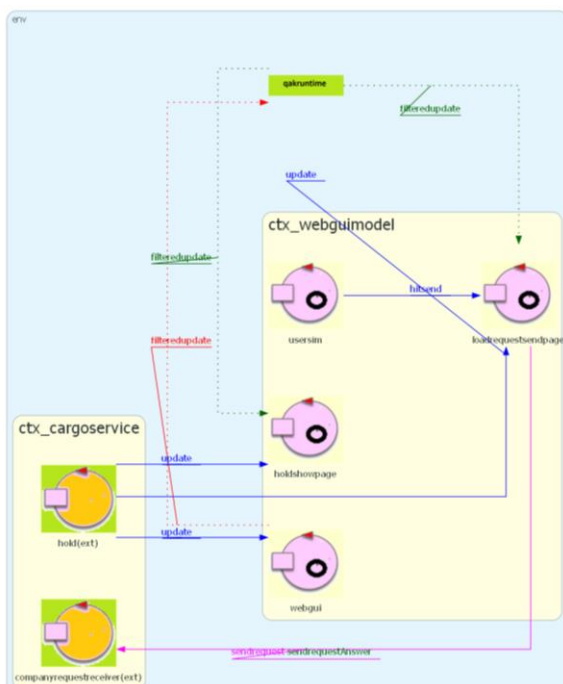 env
qakruntime
filteredupdate
update
ctx_webguimodel
filteredupdate
hitsend
usersim
loadrequestsendpage
filteredupdate
ctx_cargoservice
update
holdshowpage
hold(ext)
update
webgui
sendrequest sendrequestAnswer
companyrequestreceiver(ext)